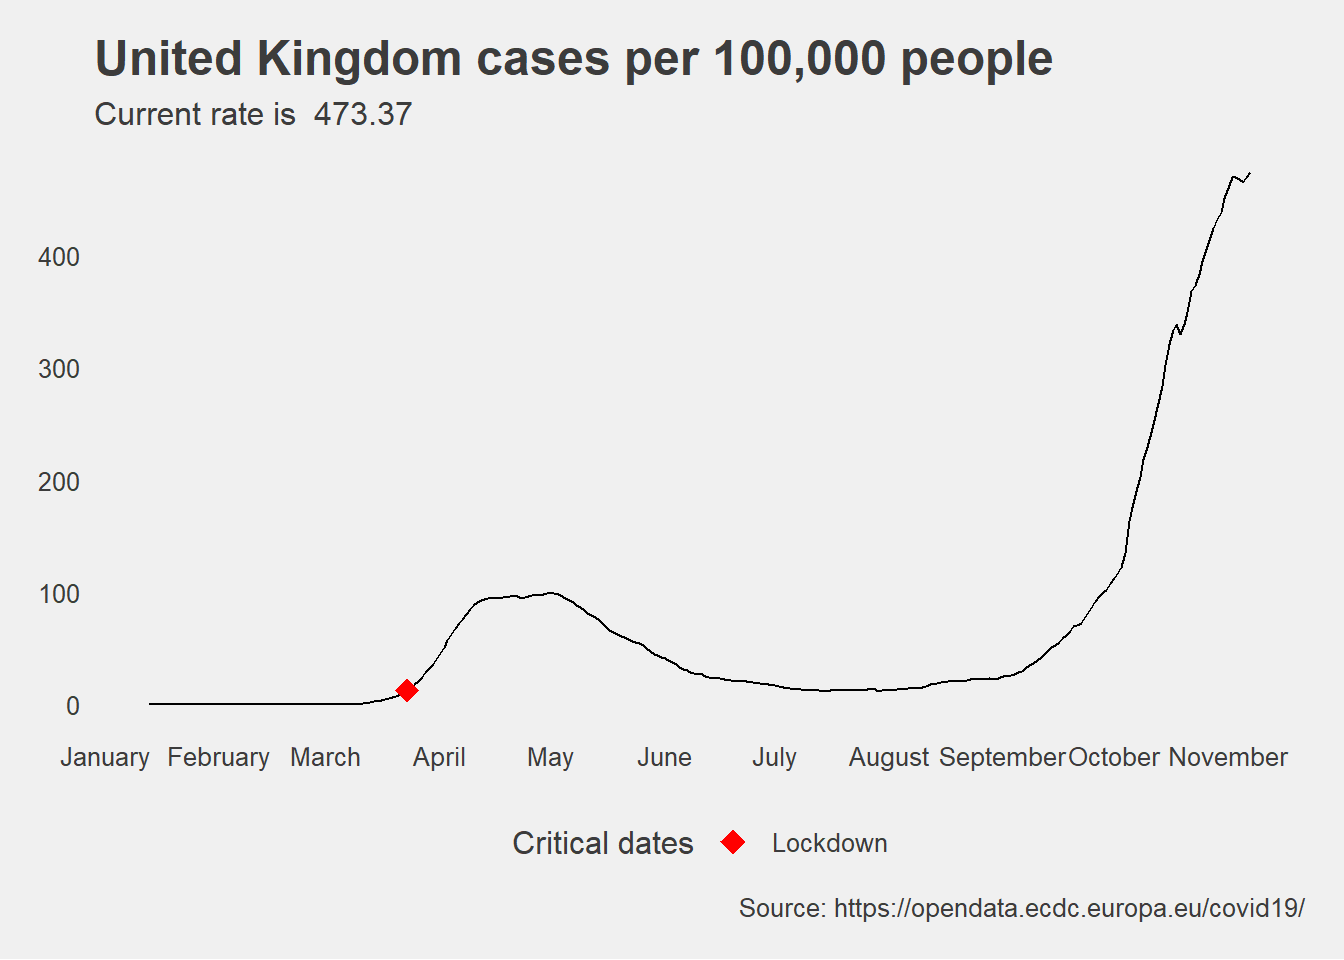 United Kingdom cases per 100,000 people
Current rate is  473.37
400
300
200
100
0
January February March April May June July August September October November
Critical dates Lockdown
Source: https://opendata.ecdc.europa.eu/covid19/